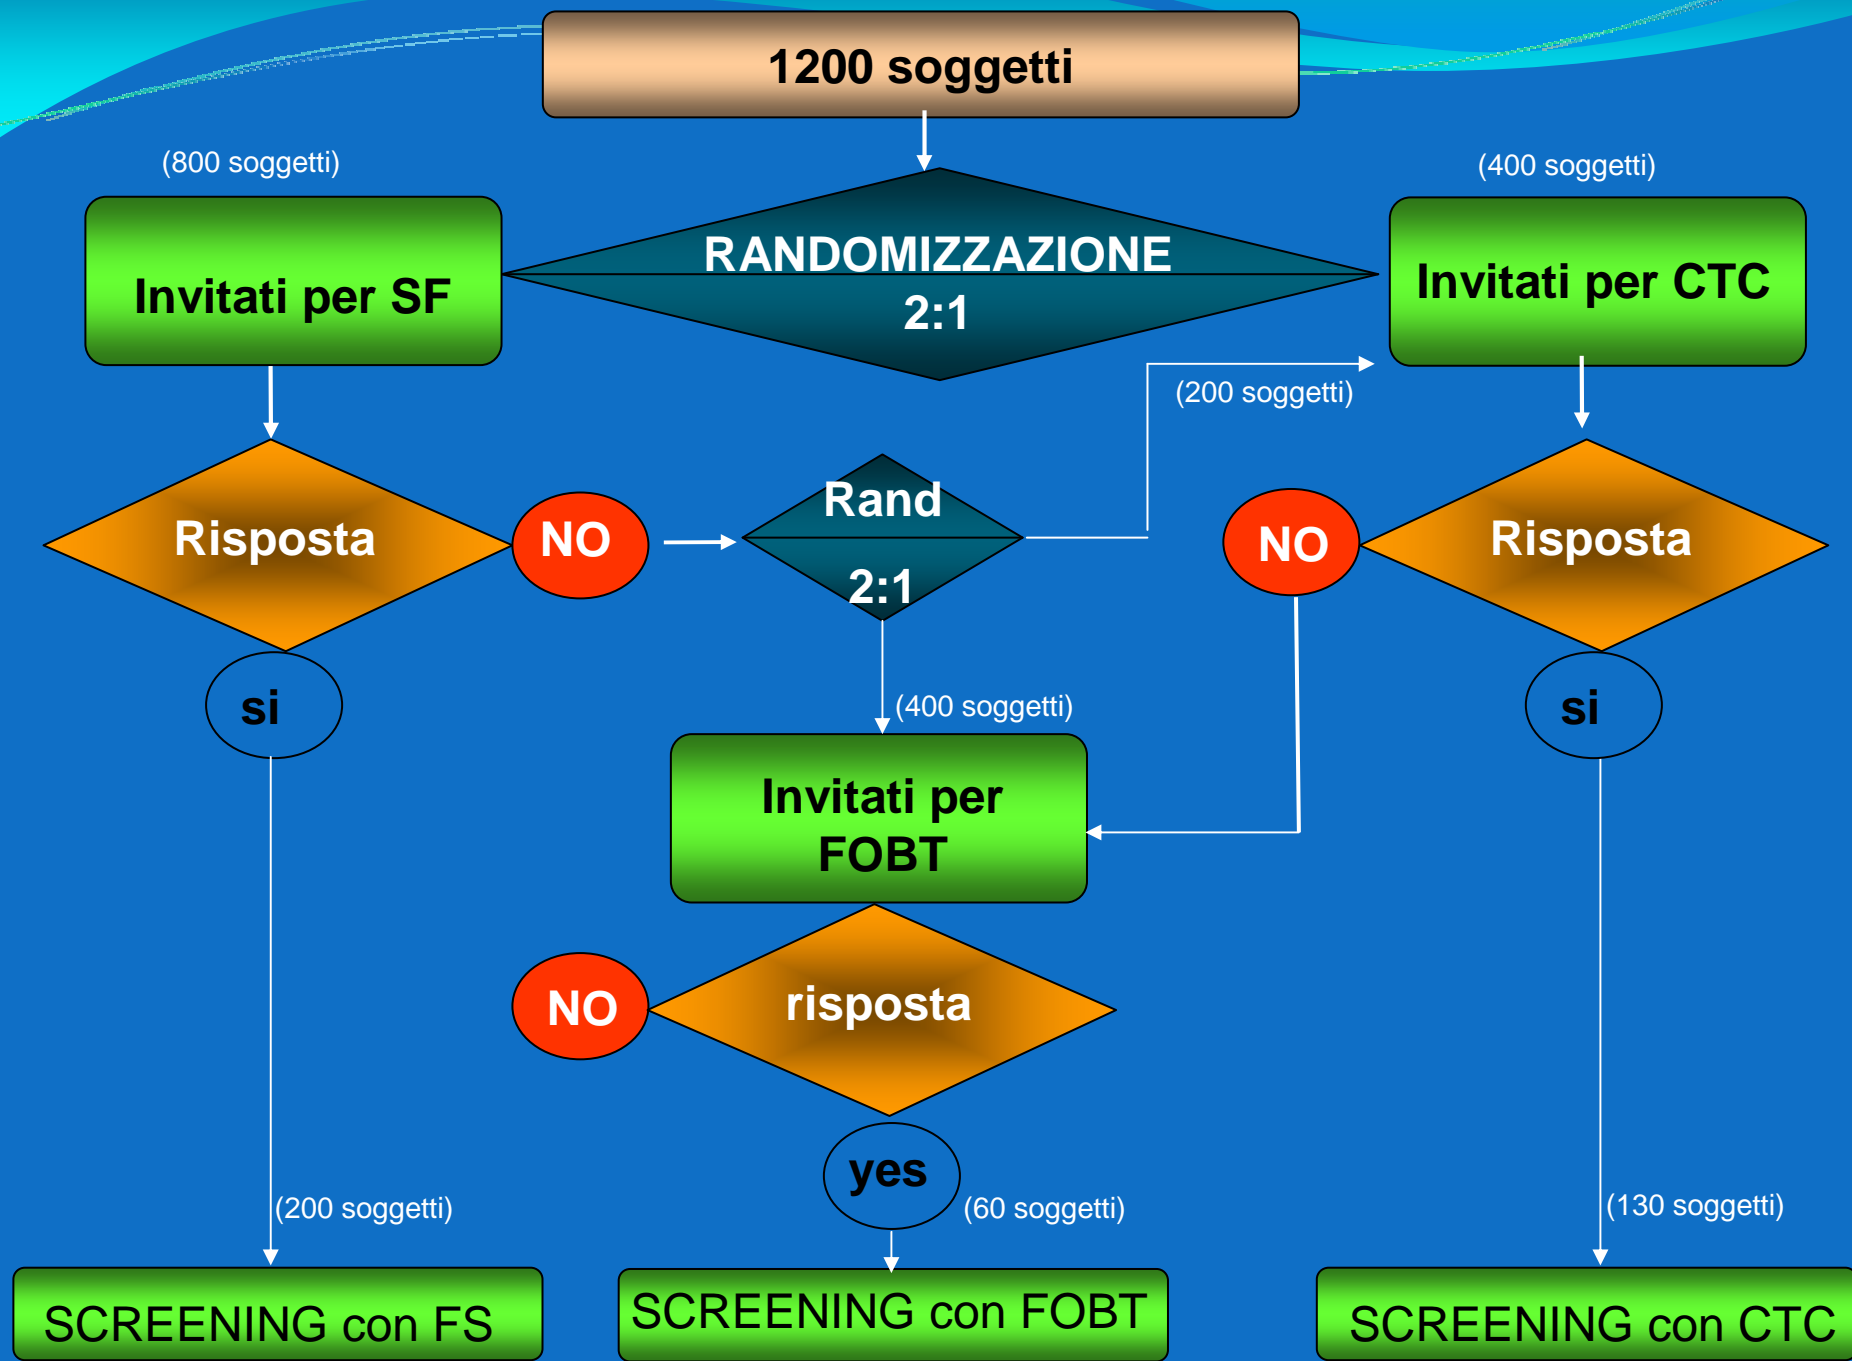 1200 soggetti
(800 soggetti)
(400 soggetti)
RANDOMIZZAZIONE
2:1
Invitati per SF
Invitati per CTC
(200 soggetti)
Risposta
NO
Rand
2:1
NO
Risposta
si
(400 soggetti)
si
Invitati per
FOBT
NO
risposta
yes
(200 soggetti)
(60 soggetti)
(130 soggetti)
SCREENING con FS
SCREENING con FOBT
SCREENING con CTC